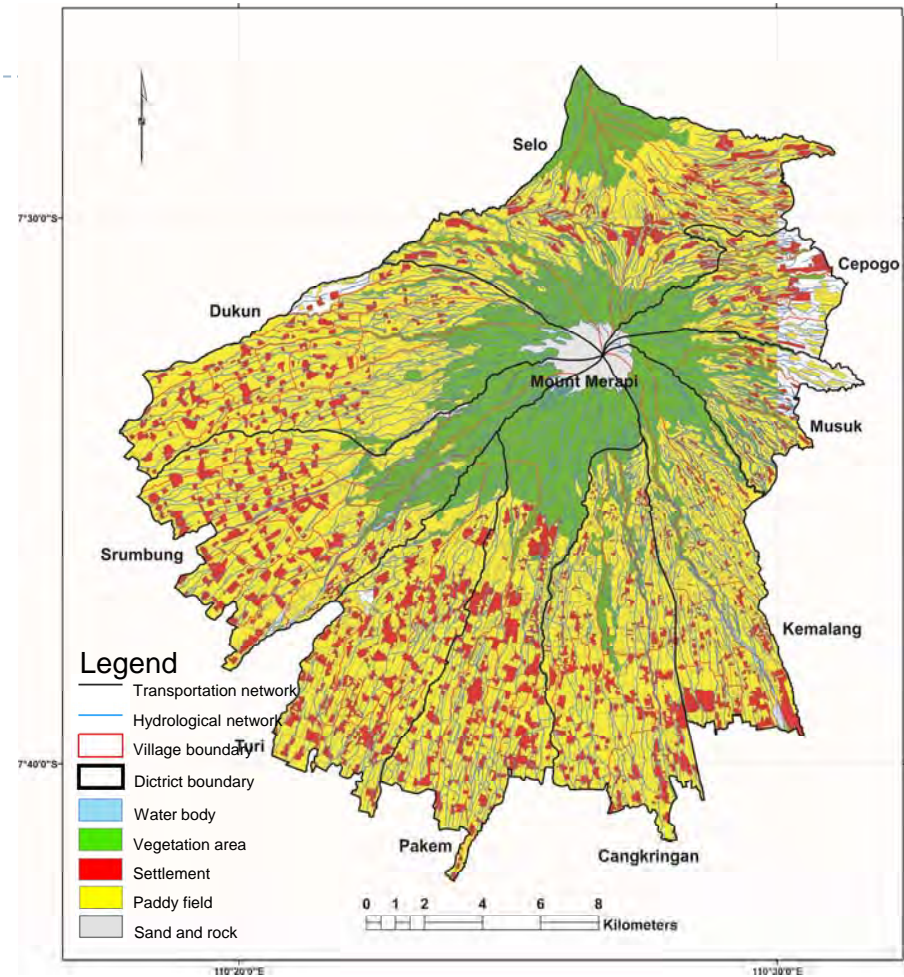 Selo
7°30'0"S
Cepogo
Dukun
Mount Merapi
Musuk
Srumbung
Kemalang
Legend
Transportation network
Hydrological network
Village boundary
Turi
7°40'0"S
Dictrict boundary
Water body
Vegetation area
Pakem
Cangkringan
Settlement
Paddy field
0 1 2 4 6 8
Kilometers
Sand and rock
110°20'0"E
110°30'0"E